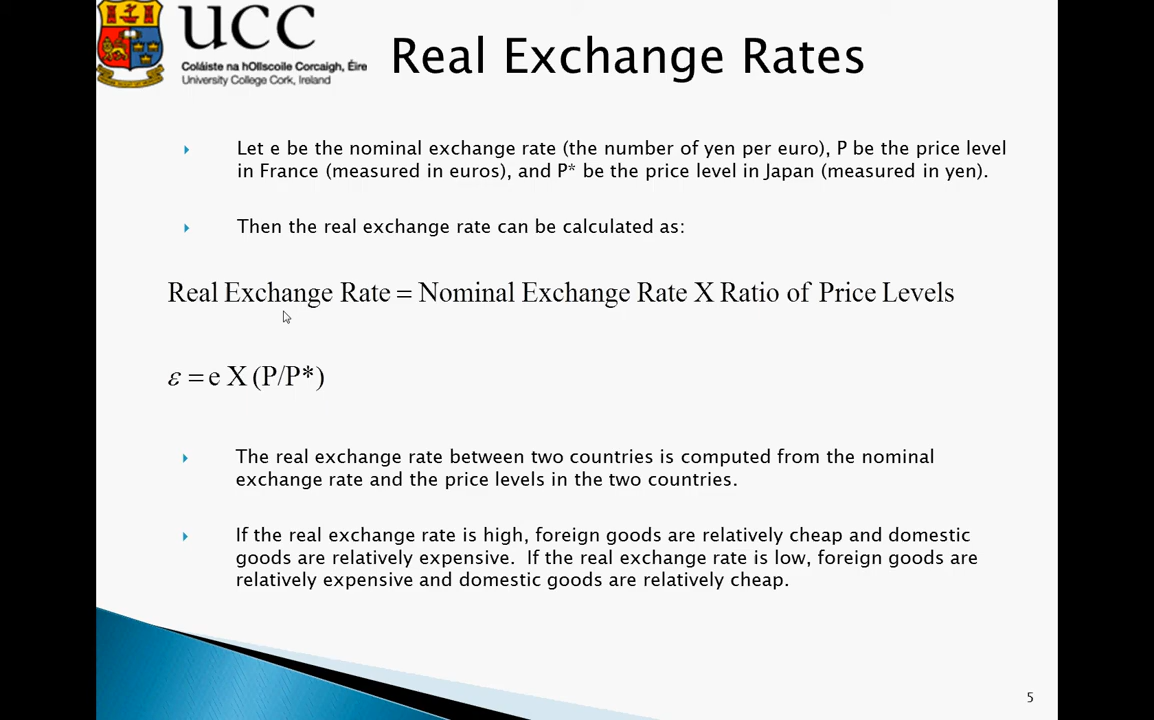 UCC
Coláiste na hOllscoile Corcaigh, Éire
University College Cork, Ireland
Real Exchange Rates
Let e be the nominal exchange rate (the number of yen per euro), P be the price level
in France (measured in euros), and P* be the price level in Japan (measured in yen).
Then the real exchange rate can be calculated as:
Real Exchange Rate = Nominal Exchange Rate X Ratio of Price Levels
ε = e X (P/P*)
The real exchange rate between two countries is computed from the nominal
exchange rate and the price levels in the two countries.
If the real exchange rate is high, foreign goods are relatively cheap and domestic
goods are relatively expensive. If the real exchange rate is low, foreign goods are
relatively expensive and domestic goods are relatively cheap.
5